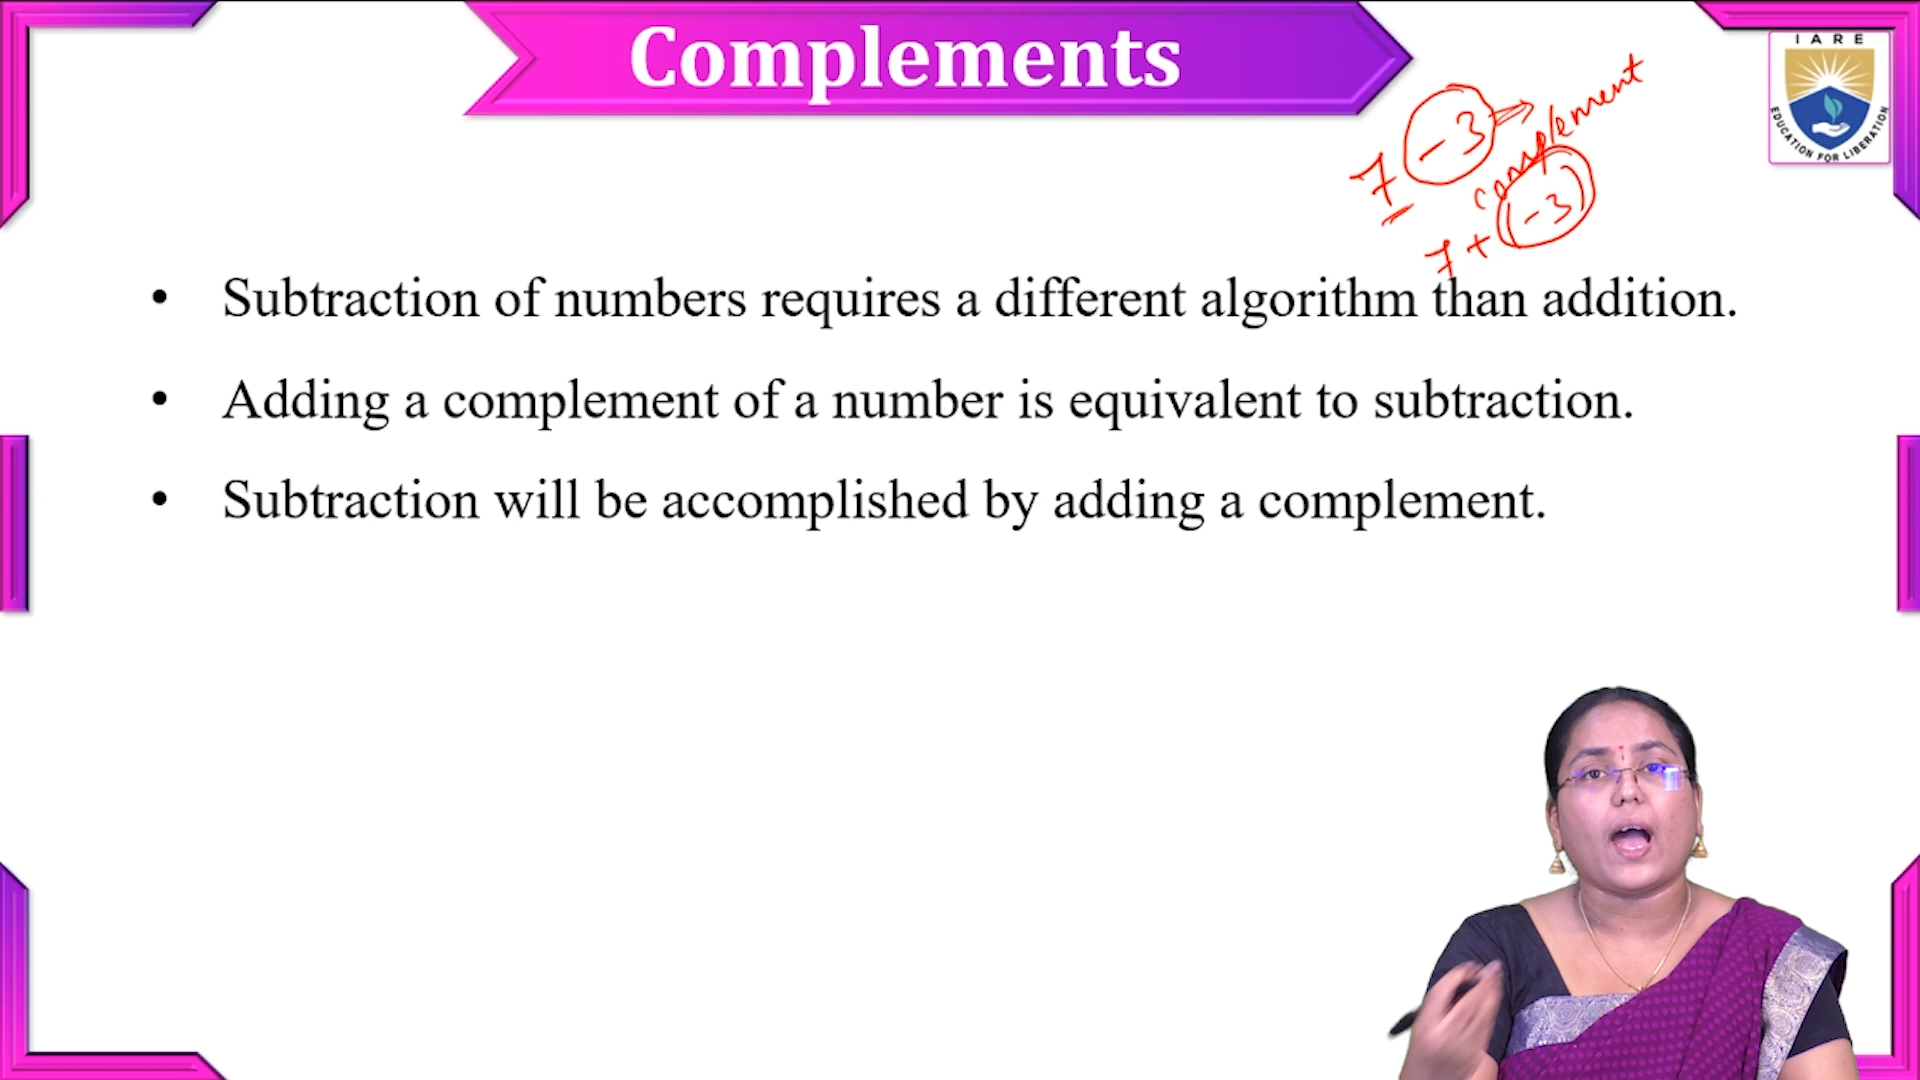 Complements
IARE
EDUCATION FOR LIBERATION
7 -3 ⇒ complement
7 + (-3)
• Subtraction of numbers requires a different algorithm than addition.
• Adding a complement of a number is equivalent to subtraction.
• Subtraction will be accomplished by adding a complement.